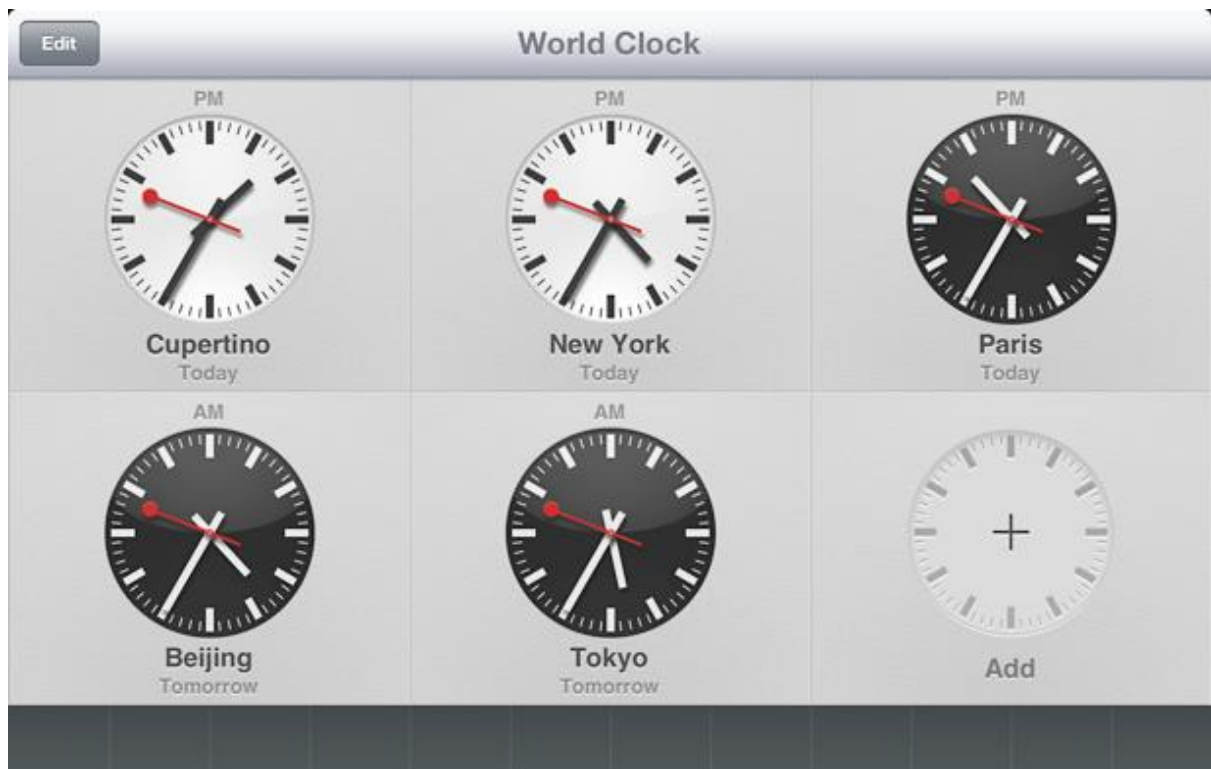 Edit
World Clock
PM
PM
PM
Cupertino
New York
Paris
Today
Today
Today
AM
AM
Beijing
Tokyo
Add
Tomorrow
Tomorrow